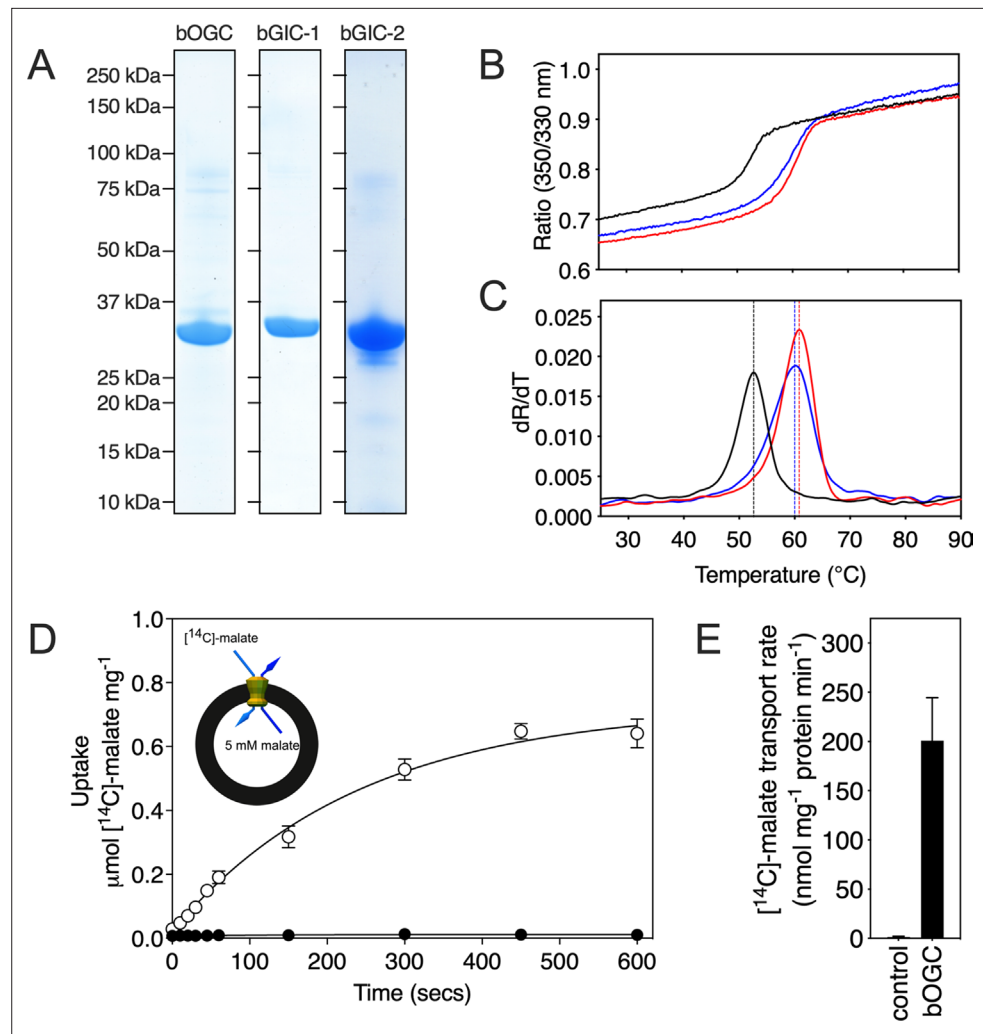 A
bOGC bGIC-1 bGIC-2
250 kDa
150 kDa
100 kDa
75 kDa
50 kDa
37 kDa
25 kDa
20 kDa
15 kDa
10 kDa
B
Ratio (350/330 nm)
1.0
0.9
0.8
0.7
0.6
C
dR/dT
0.025
0.020
0.015
0.010
0.005
0.000
30 40 50 60 70 80 90
Temperature (°C)
D
Uptake
µmol [¹⁴C]-malate mg⁻¹
1.0
0.8
0.6
0.4
0.2
0.0
[¹⁴C]-malate
5 mM malate
0 100 200 300 400 500 600
Time (secs)
E
[¹⁴C]-malate transport rate
(nmol mg⁻¹ protein min⁻¹)
300
250
200
150
100
50
0
control
bOGC